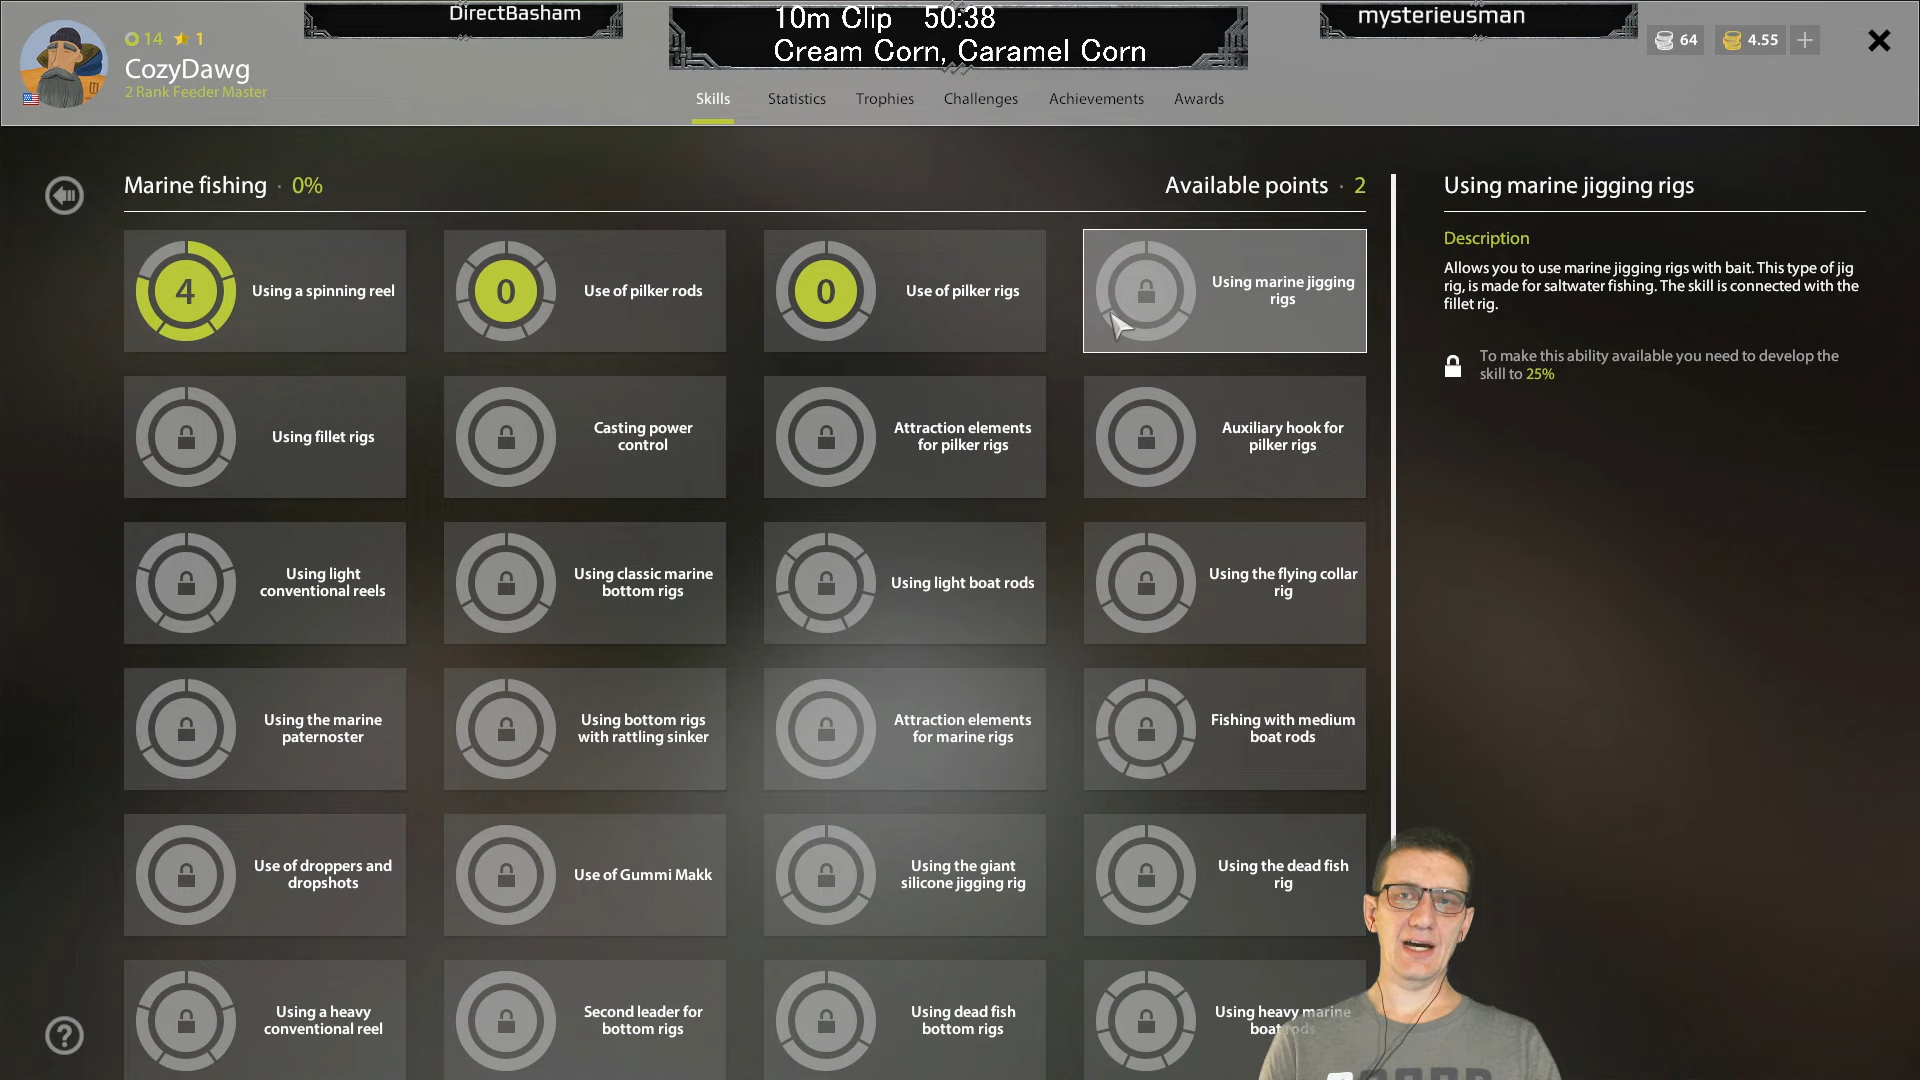 DirectBasham
10m Clip 50:38
mysterieusman
Cream Corn, Caramel Corn
14 1
CozyDawg
2 Rank Feeder Master
64
4.55
Skills Statistics Trophies Challenges Achievements Awards
Marine fishing · 0%
Available points · 2
4
Using a spinning reel
0
Use of pilker rods
0
Use of pilker rigs
Using marine jigging
rigs
Using fillet rigs
Casting power
control
Attraction elements
for pilker rigs
Auxiliary hook for
pilker rigs
Using light
conventional reels
Using classic marine
bottom rigs
Using light boat rods
Using the flying collar
rig
Using the marine
paternoster
Using bottom rigs
with rattling sinker
Attraction elements
for marine rigs
Fishing with medium
boat rods
Use of droppers and
dropshots
Use of Gummi Makk
Using the giant
silicone jigging rig
Using the dead fish
rig
Using a heavy
conventional reel
Second leader for
bottom rigs
Using dead fish
bottom rigs
Using heavy marine
boat rods
Using marine jigging rigs
Description
Allows you to use marine jigging rigs with bait. This type of jig
rig, is made for saltwater fishing. The skill is connected with the
fillet rig.
To make this ability available you need to develop the
skill to 25%